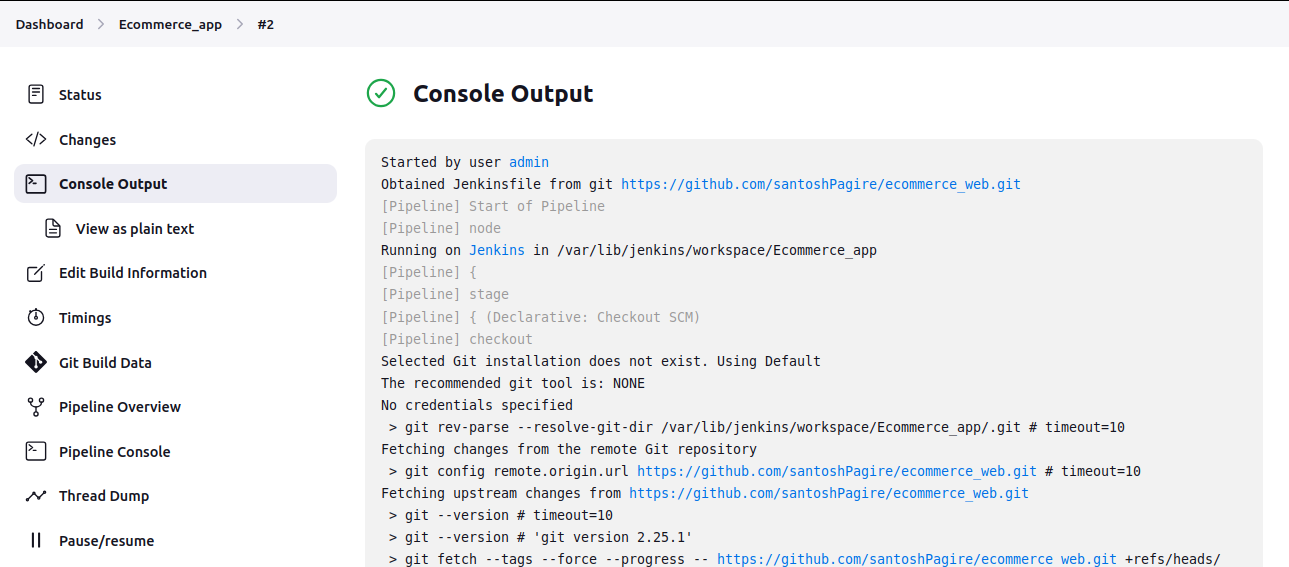 Dashboard > Ecommerce_app > #2
Status
Changes
Console Output
View as plain text
Edit Build Information
Timings
Git Build Data
Pipeline Overview
Pipeline Console
Thread Dump
Pause/resume
Console Output
Started by user admin
Obtained Jenkinsfile from git https://github.com/santoshPagire/ecommerce_web.git
[Pipeline] Start of Pipeline
[Pipeline] node
Running on Jenkins in /var/lib/jenkins/workspace/Ecommerce_app
[Pipeline] {
[Pipeline] stage
[Pipeline] { (Declarative: Checkout SCM)
[Pipeline] checkout
Selected Git installation does not exist. Using Default
The recommended git tool is: NONE
No credentials specified
> git rev-parse --resolve-git-dir /var/lib/jenkins/workspace/Ecommerce_app/.git # timeout=10
Fetching changes from the remote Git repository
> git config remote.origin.url https://github.com/santoshPagire/ecommerce_web.git # timeout=10
Fetching upstream changes from https://github.com/santoshPagire/ecommerce_web.git
> git --version # timeout=10
> git --version # 'git version 2.25.1'
> git fetch --tags --force --progress -- https://github.com/santoshPagire/ecommerce_web.git +refs/heads/